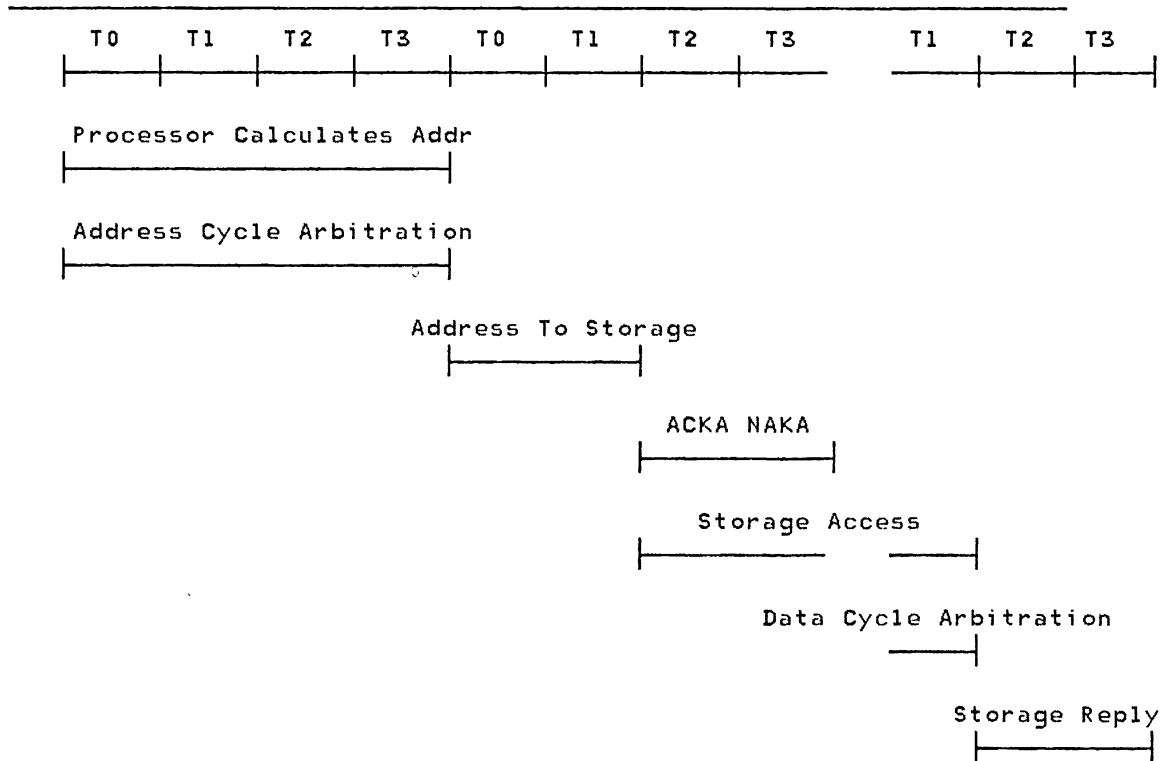 T0 T1 T2 T3 T0 T1 T2 T3 T1 T2 T3
Processor Calculates Addr
Address Cycle Arbitration
Address To Storage
ACKA NAKA
Storage Access
Data Cycle Arbitration
Storage Reply